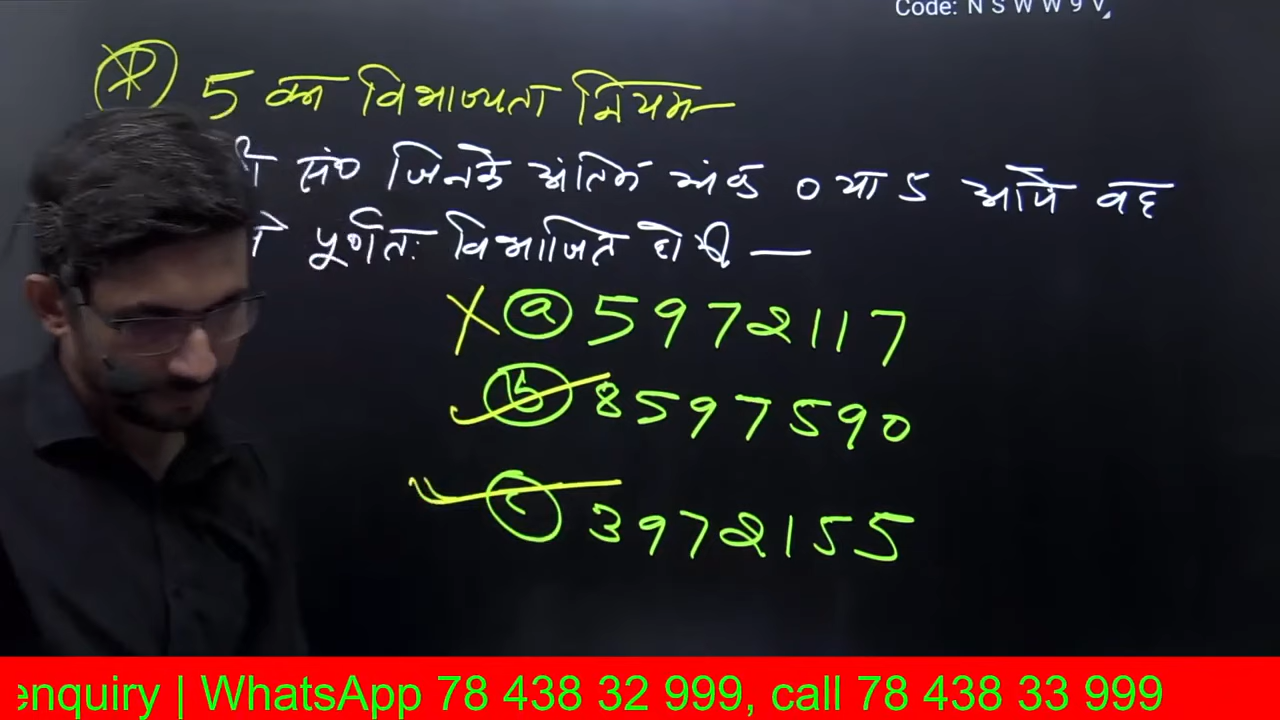 Code: N S W W 9 V
5 का विभाज्यता नियम—
सं० जिनके अंतिम अंक 0 या 5 आये वह
पूर्णतः विभाजित होगी —
X (a) 5972117
(b) 8597590
(c) 3972155
enquiry | WhatsApp 78 438 32 999, call 78 438 33 999